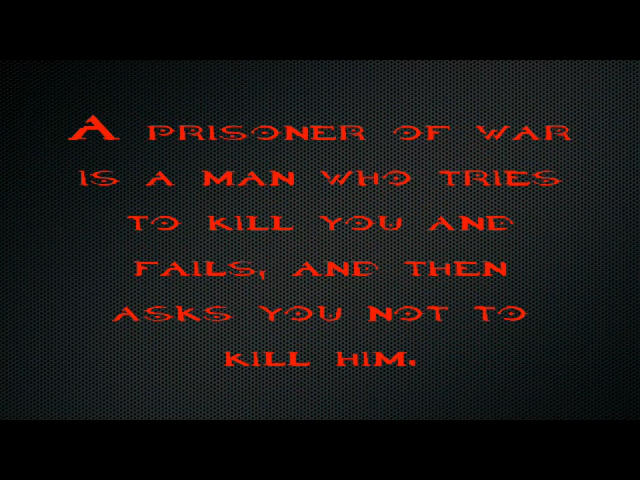 A PRISONER OF WAR
IS A MAN WHO TRIES
TO KILL YOU AND
FAILS, AND THEN
ASKS YOU NOT TO
KILL HIM.